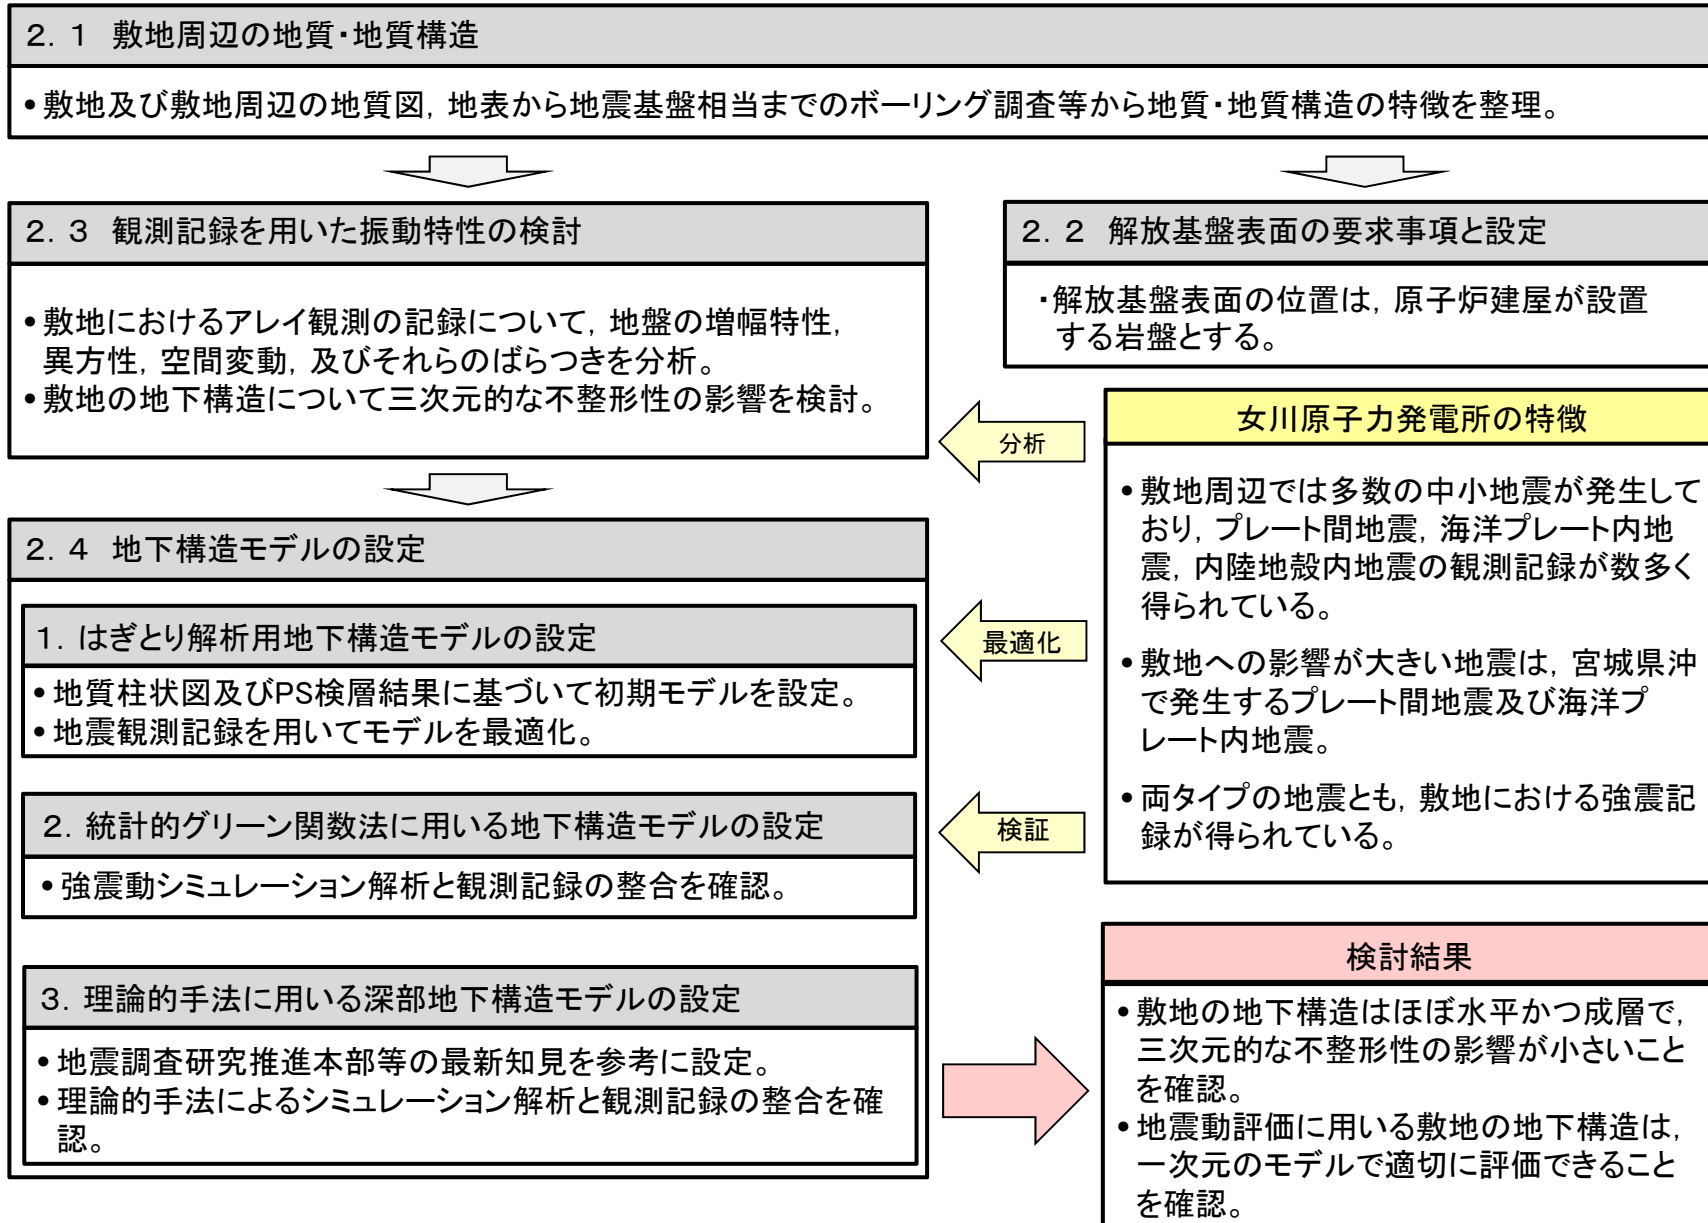 2．1　敷地周辺の地質・地質構造
•敷地及び敷地周辺の地質図，地表から地震基盤相当までのボーリング調査等から地質・地質構造の特徴を整理。
2．3　観測記録を用いた振動特性の検討
•敷地におけるアレイ観測の記録について，地盤の増幅特性，
異方性，空間変動，及びそれらのばらつきを分析。
•敷地の地下構造について三次元的な不整形性の影響を検討。
2．2　解放基盤表面の要求事項と設定
・解放基盤表面の位置は，原子炉建屋が設置
する岩盤とする。
分析
女川原子力発電所の特徴
•敷地周辺では多数の中小地震が発生して
おり，プレート間地震，海洋プレート内地
震，内陸地殻内地震の観測記録が数多く
得られている。
•敷地への影響が大きい地震は，宮城県沖
で発生するプレート間地震及び海洋プ
レート内地震。
•両タイプの地震とも，敷地における強震記
録が得られている。
2．4　地下構造モデルの設定
1．はぎとり解析用地下構造モデルの設定
•地質柱状図及びPS検層結果に基づいて初期モデルを設定。
•地震観測記録を用いてモデルを最適化。
最適化
2．統計的グリーン関数法に用いる地下構造モデルの設定
•強震動シミュレーション解析と観測記録の整合を確認。
検証
3．理論的手法に用いる深部地下構造モデルの設定
•地震調査研究推進本部等の最新知見を参考に設定。
•理論的手法によるシミュレーション解析と観測記録の整合を確
認。
検討結果
•敷地の地下構造はほぼ水平かつ成層で，
三次元的な不整形性の影響が小さいこと
を確認。
•地震動評価に用いる敷地の地下構造は，
一次元のモデルで適切に評価できること
を確認。